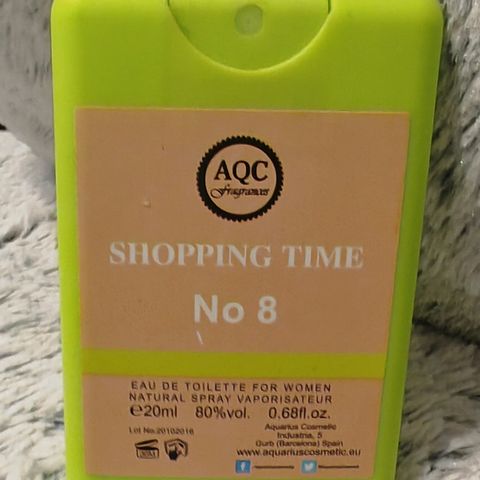 AQC
Fragrances
SHOPPING TIME
No 8
EAU DE TOILETTE FOR WOMEN
NATURAL SPRAY VAPORISATEUR
℮20ml 80%vol. 0.68fl.oz.
Lot No.20102016
Aquarius Cosmetic
Industria, 5
Gurb (Barcelona) Spain
www.aquariuscosmetic.eu